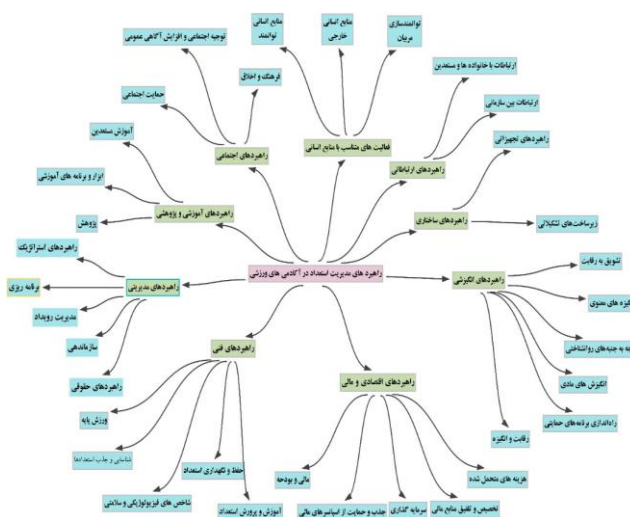 توجیه اجتماعی و افزایش آگاهی عمومی
منابع انسانی
توانمند
منابع انسانی
خارجی
توانمندسازی
مربیان
فرهنگ و اخلاق
ارتباطات با خانواده ها و مستعدین
حمایت اجتماعی
ارتباطات بین سازمانی
آموزش مستعدین
راهبردهای اجتماعی
فعالیت های متناسب با منابع انسانی
راهبردهای ارتباطاتی
راهبردهای تجهیزاتی
ابزار و برنامه های آموزشی
راهبردهای آموزشی و پژوهشی
راهبردهای ساختاری
زیرساخت‌های تشکیلاتی
پژوهش
راهبردهای استراتژیک
راهبرد های مدیریت استعداد در آکادمی های ورزشی
راهبردهای انگیزشی
تشویق به رقابت
برنامه ریزی
راهبردهای مدیریتی
گیزه های معنوی
مدیریت رویداد
سازماندهی
راهبردهای فنی
جه به جنبه‌های روانشناختی
راهبردهای حقوقی
راهبردهای اقتصادی و مالی
انگیزش های مادی
ورزش پایه
راه‌اندازی برنامه‌های حمایتی
شناسایی و جذب استعدادها
رقابت و انگیزه
حفظ و نگهداری استعداد
مالی و بودجه
هزینه های متحمل شده
شاخص های فیزیولوژیکی و سلامتی
آموزش و پرورش استعداد
جذب و حمایت از اسپانسرهای مالی
سرمایه گذاری
تخصیص و تلفیق منابع مالی